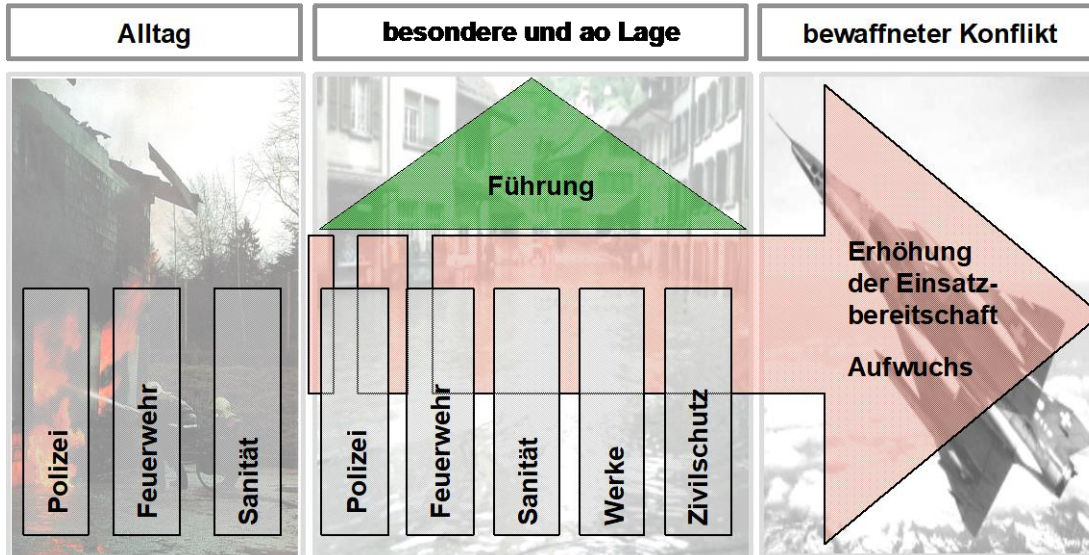 Alltag
besondere und ao Lage
bewaffneter Konflikt
Führung
Erhöhung
der Einsatz-
bereitschaft
Aufwuchs
Polizei
Feuerwehr
Sanität
Polizei
Feuerwehr
Sanität
Werke
Zivilschutz